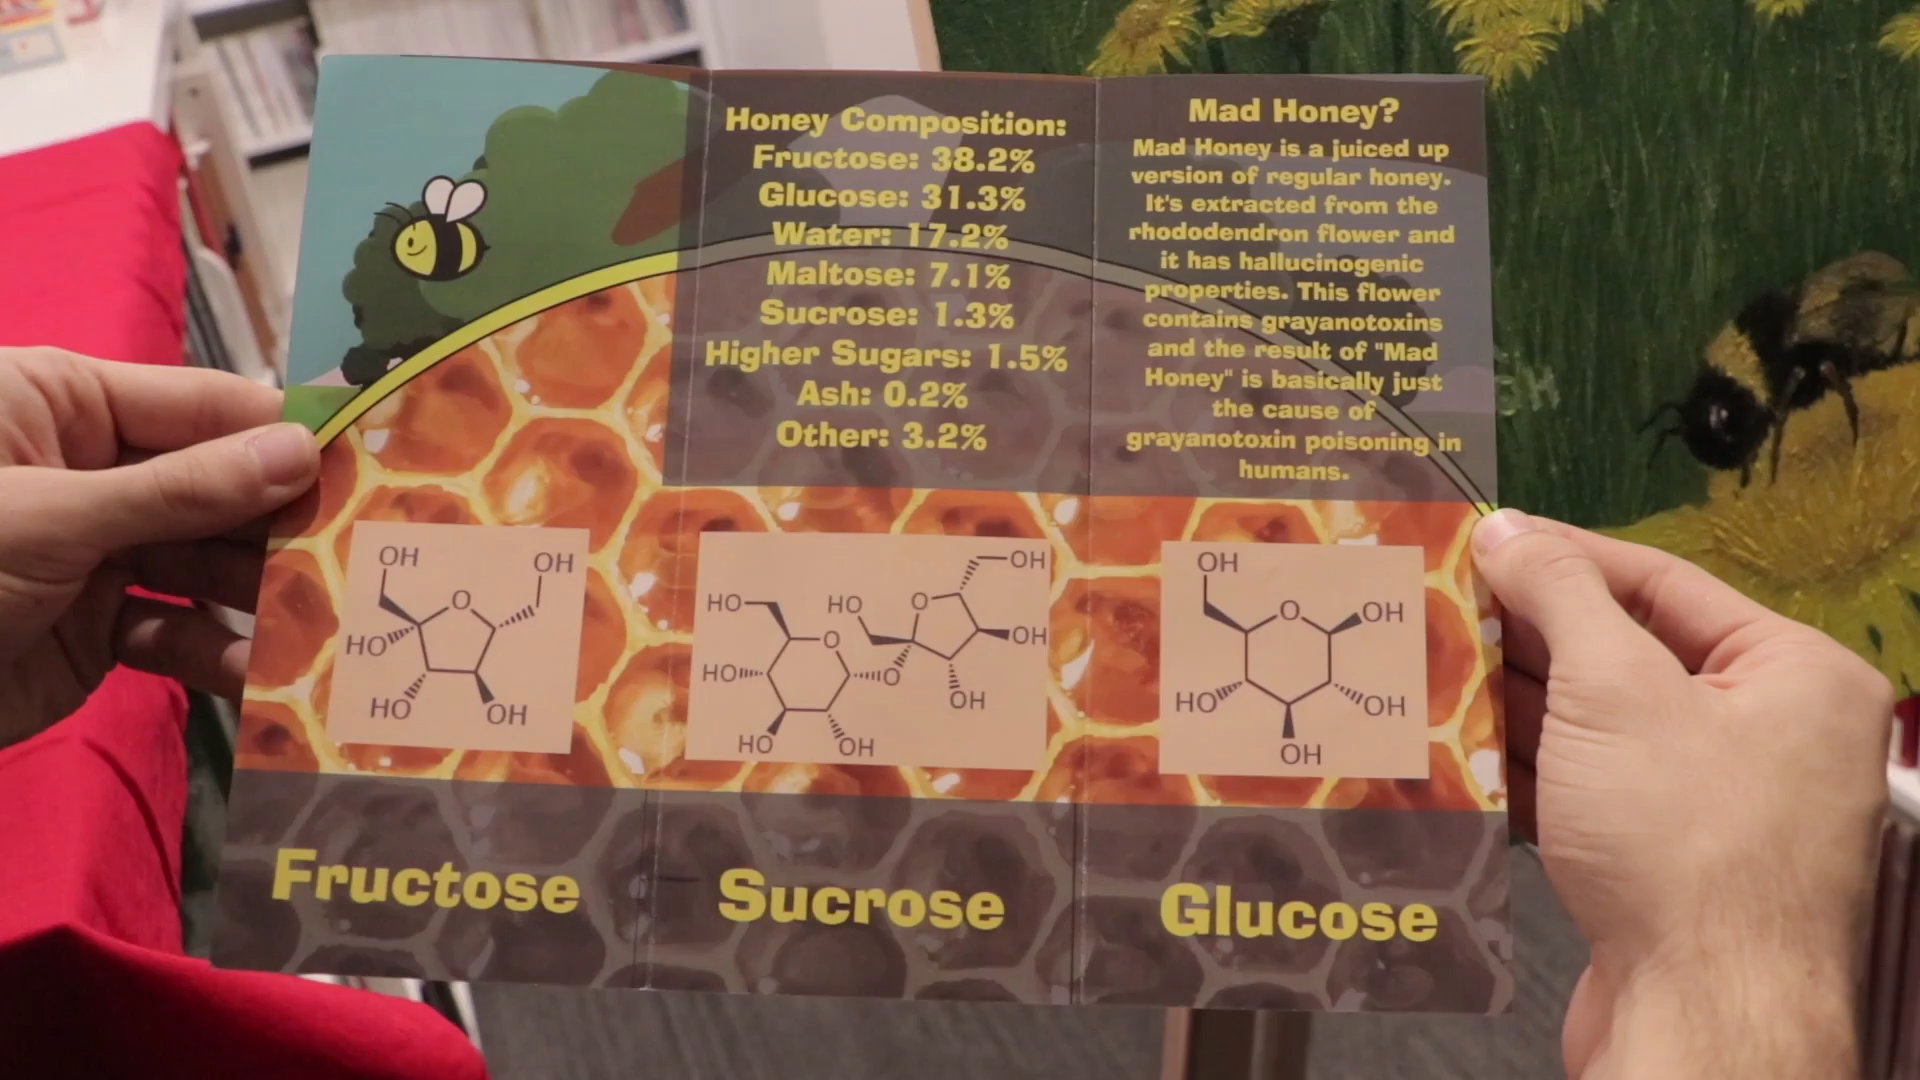 Honey Composition:
Fructose: 38.2%
Glucose: 31.3%
Water: 17.2%
Maltose: 7.1%
Sucrose: 1.3%
Higher Sugars: 1.5%
Ash: 0.2%
Other: 3.2%
Mad Honey?
Mad Honey is a juiced up
version of regular honey.
It's extracted from the
rhododendron flower and
it has hallucinogenic
properties. This flower
contains grayanotoxins
and the result of "Mad
Honey" is basically just
the cause of
grayanotoxin poisoning in
humans.
OH
OH
O
HO
HO
OH
OH
HO
HO
O
O
OH
HO
O
OH
HO
OH
OH
O
OH
HO
OH
OH
Fructose
Sucrose
Glucose